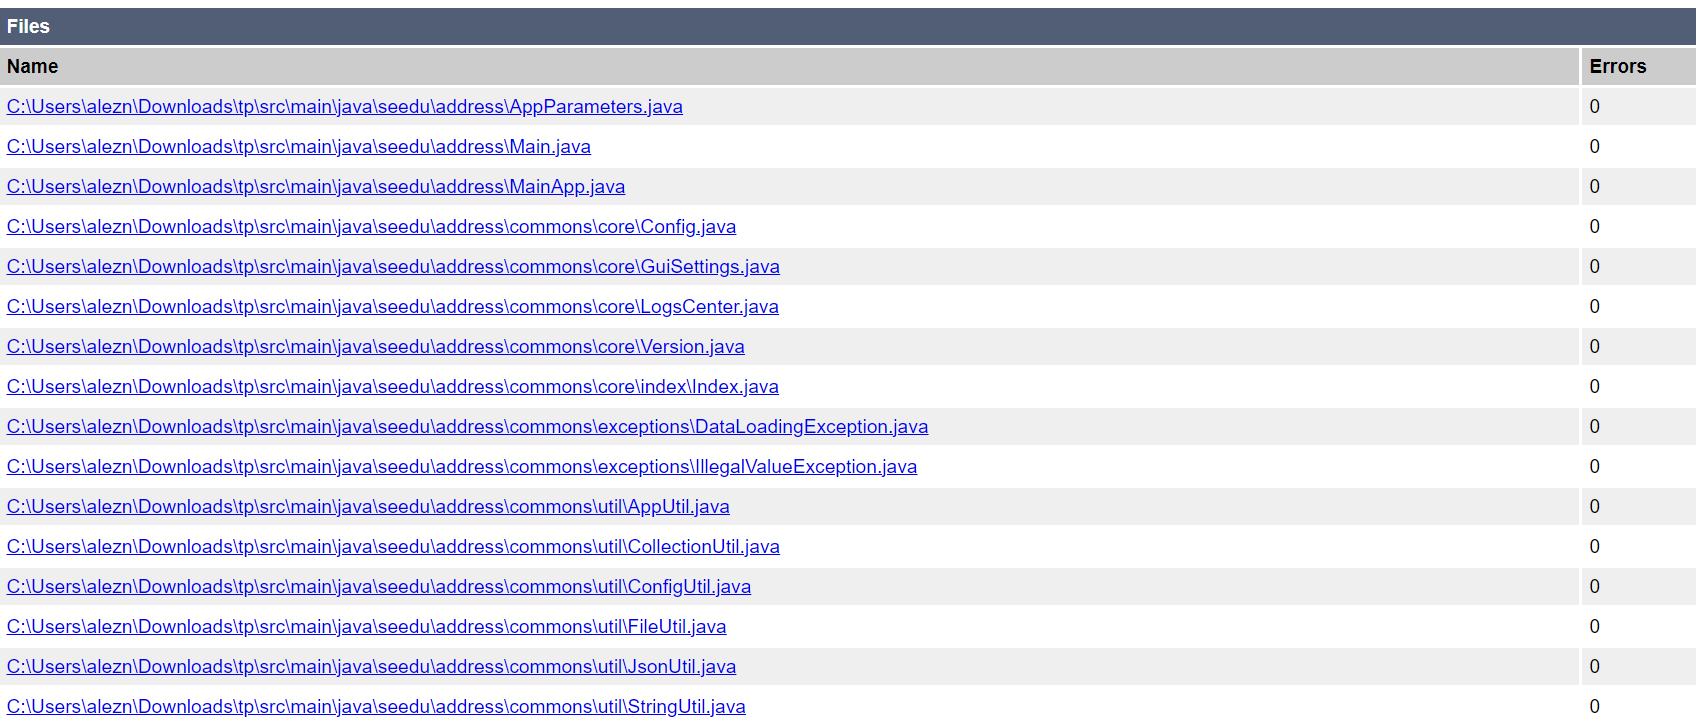 Files
Name Errors
C:\Users\alezn\Downloads\tp\src\main\java\seedu\address\AppParameters.java 0
C:\Users\alezn\Downloads\tp\src\main\java\seedu\address\Main.java 0
C:\Users\alezn\Downloads\tp\src\main\java\seedu\address\MainApp.java 0
C:\Users\alezn\Downloads\tp\src\main\java\seedu\address\commons\core\Config.java 0
C:\Users\alezn\Downloads\tp\src\main\java\seedu\address\commons\core\GuiSettings.java 0
C:\Users\alezn\Downloads\tp\src\main\java\seedu\address\commons\core\LogsCenter.java 0
C:\Users\alezn\Downloads\tp\src\main\java\seedu\address\commons\core\Version.java 0
C:\Users\alezn\Downloads\tp\src\main\java\seedu\address\commons\core\index\Index.java 0
C:\Users\alezn\Downloads\tp\src\main\java\seedu\address\commons\exceptions\DataLoadingException.java 0
C:\Users\alezn\Downloads\tp\src\main\java\seedu\address\commons\exceptions\IllegalValueException.java 0
C:\Users\alezn\Downloads\tp\src\main\java\seedu\address\commons\util\AppUtil.java 0
C:\Users\alezn\Downloads\tp\src\main\java\seedu\address\commons\util\CollectionUtil.java 0
C:\Users\alezn\Downloads\tp\src\main\java\seedu\address\commons\util\ConfigUtil.java 0
C:\Users\alezn\Downloads\tp\src\main\java\seedu\address\commons\util\FileUtil.java 0
C:\Users\alezn\Downloads\tp\src\main\java\seedu\address\commons\util\JsonUtil.java 0
C:\Users\alezn\Downloads\tp\src\main\java\seedu\address\commons\util\StringUtil.java 0